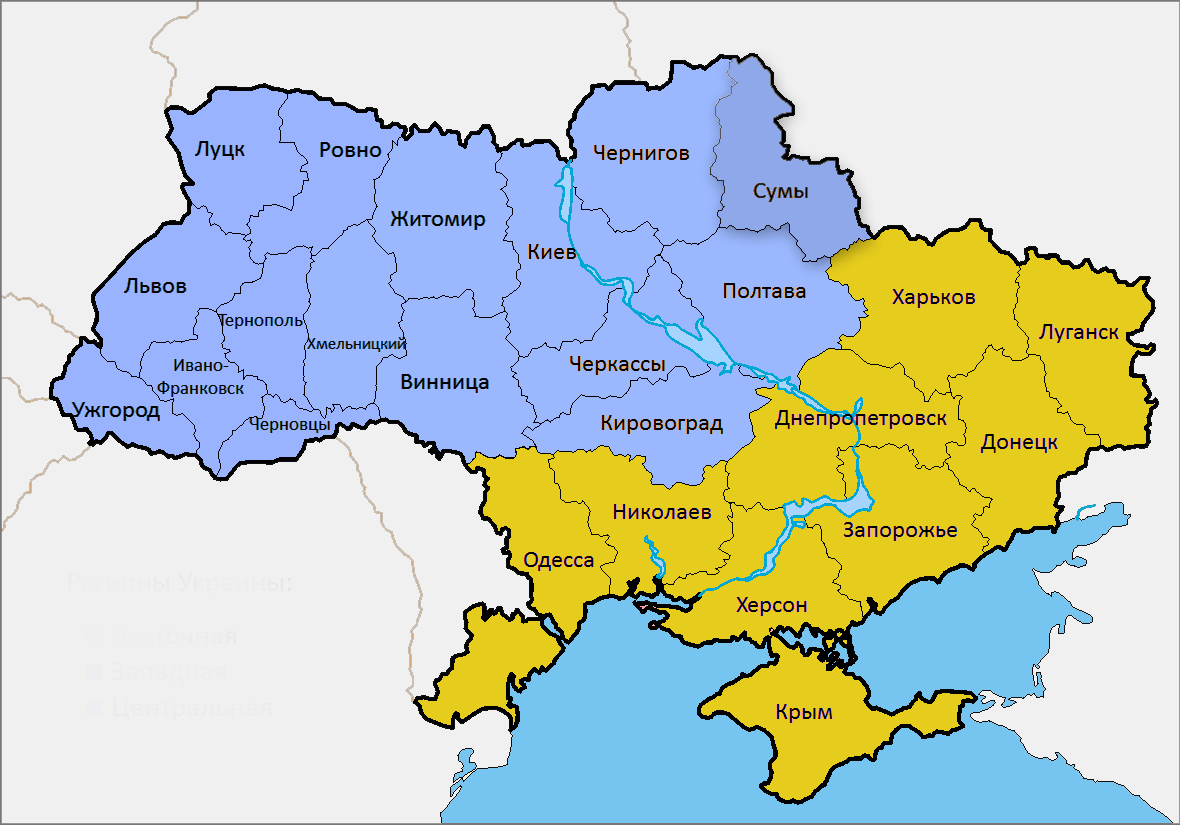 Луцк
Ровно
Чернигов
Сумы
Житомир
Киев
Львов
Тернополь
Хмельницкий
Полтава
Харьков
Луганск
Ивано-
Франковск
Ужгород
Черновцы
Винница
Черкассы
Кировоград
Днепропетровск
Донецк
Николаев
Запорожье
Одесса
Херсон
Крым
Регионы Украины:
Восточная
Западная
Центральная